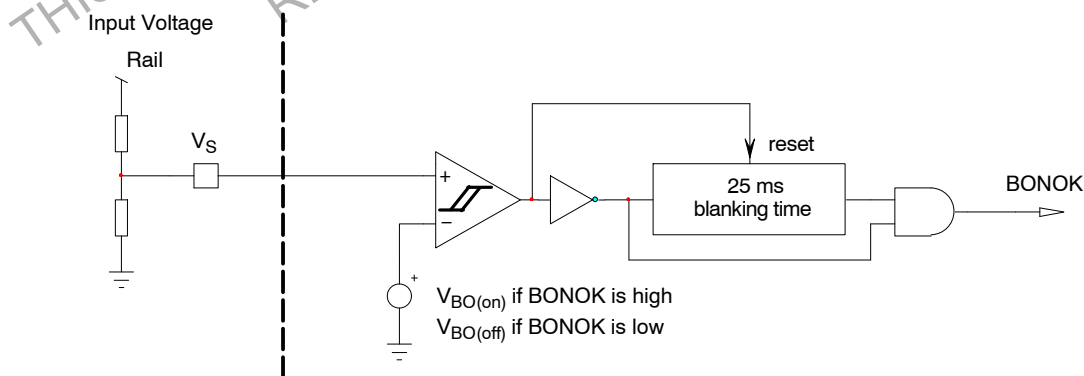 Input Voltage
Rail
VS
+
−
reset
25 ms
blanking time
BONOK
+
VBO(on) if BONOK is high
VBO(off) if BONOK is low